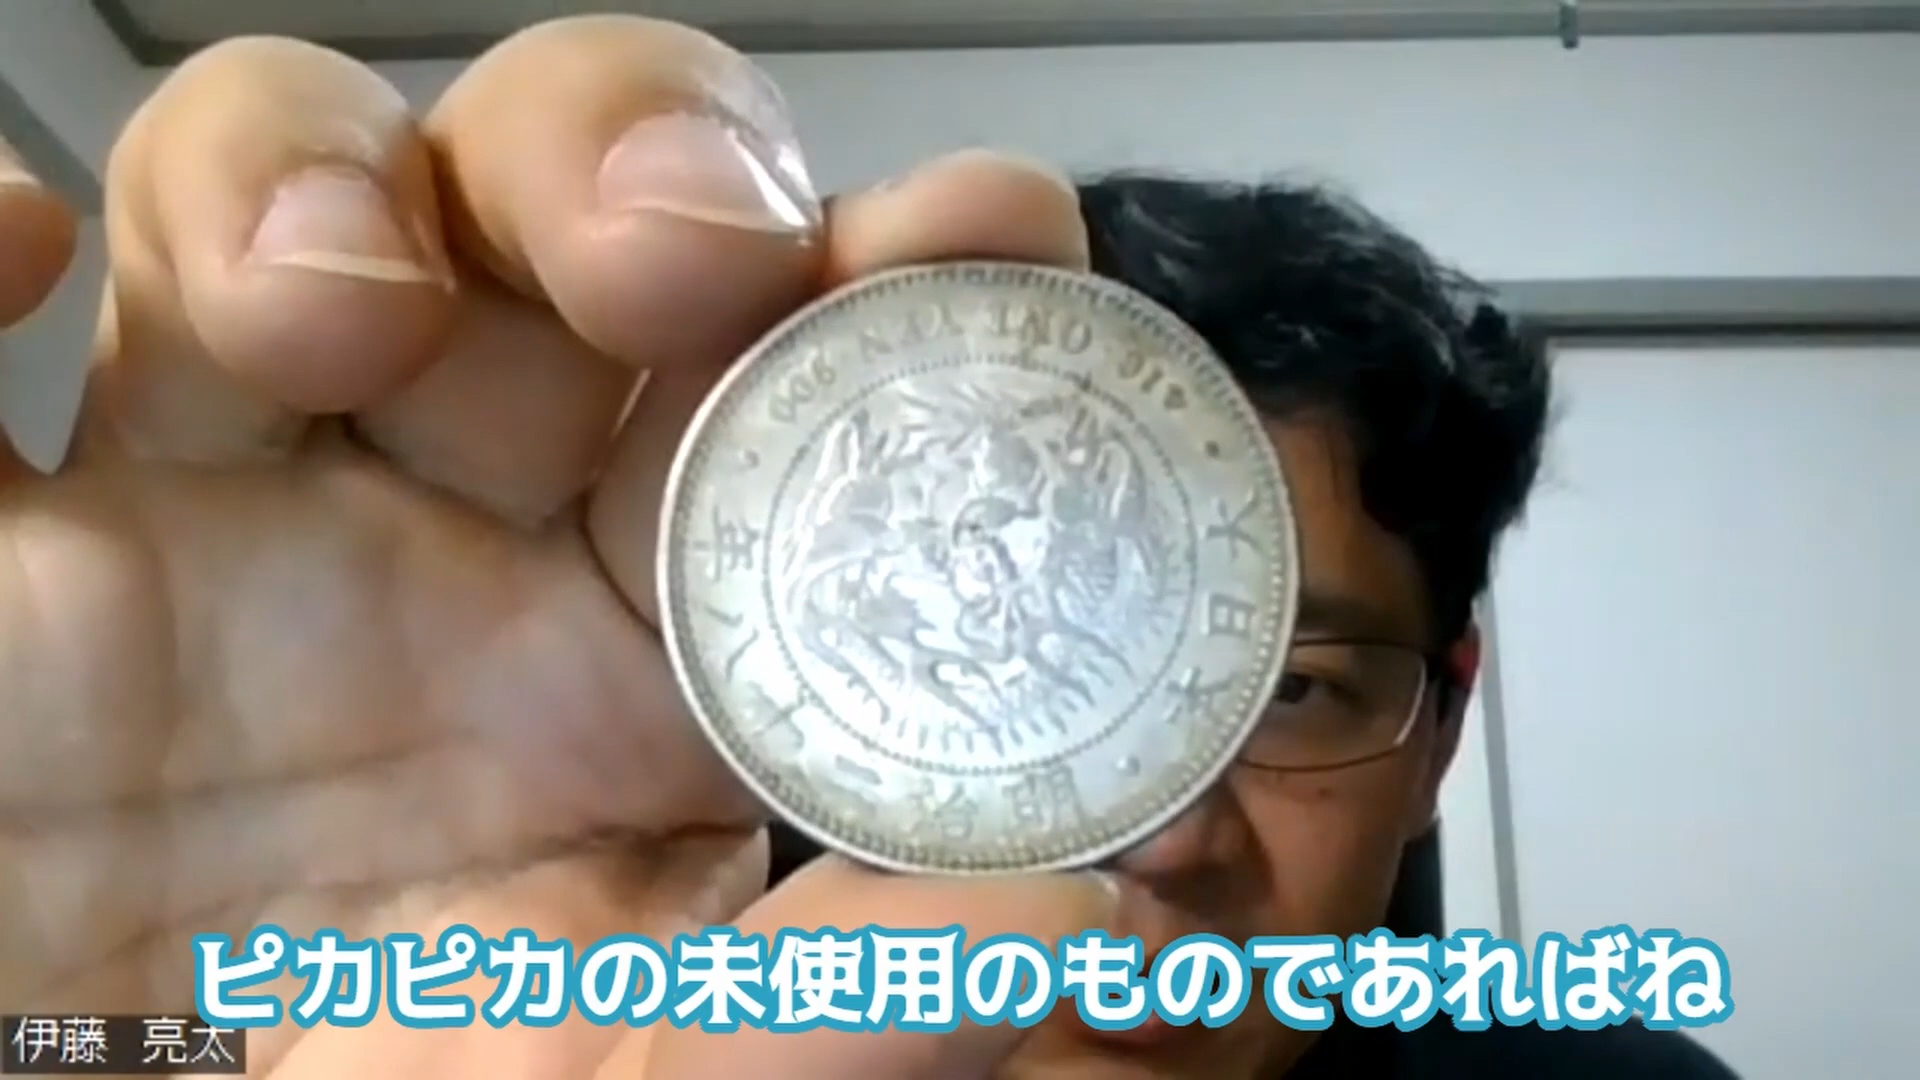 416 ONE YEN 900
大日本・明治二十八年
ピカピカの未使用のものであればね
伊藤 亮太